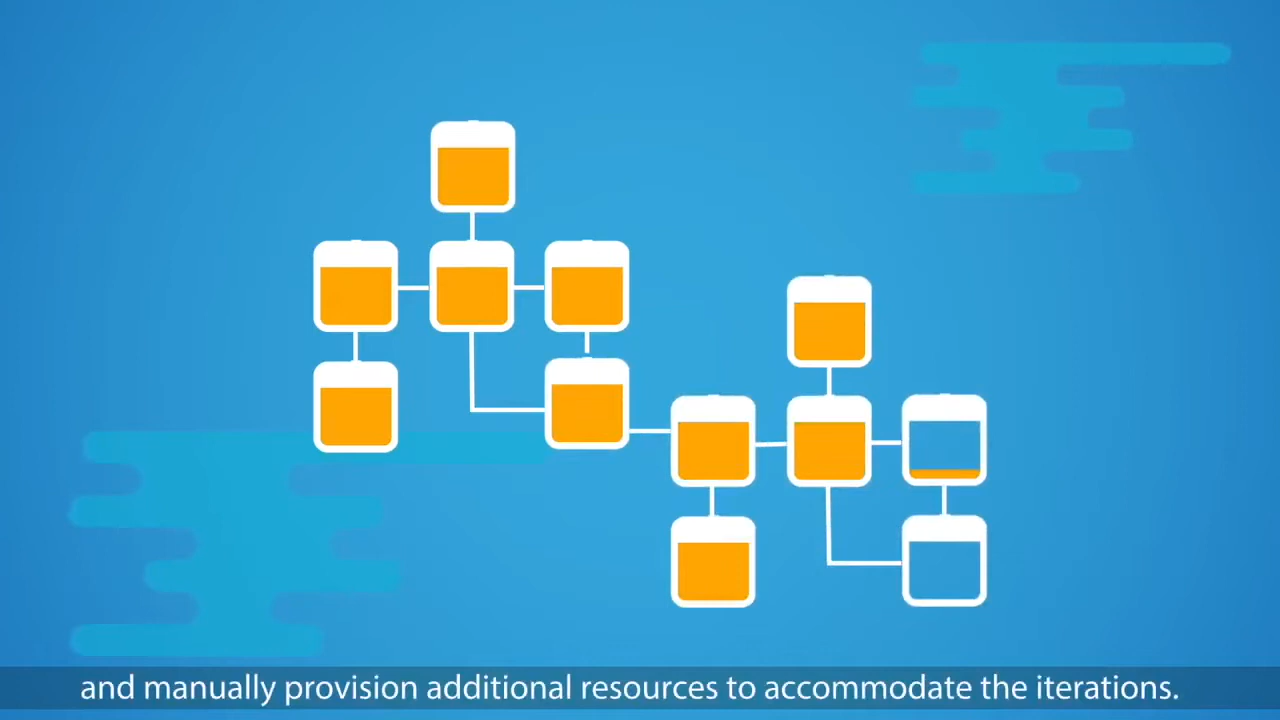 and manually provision additional resources to accommodate the iterations.